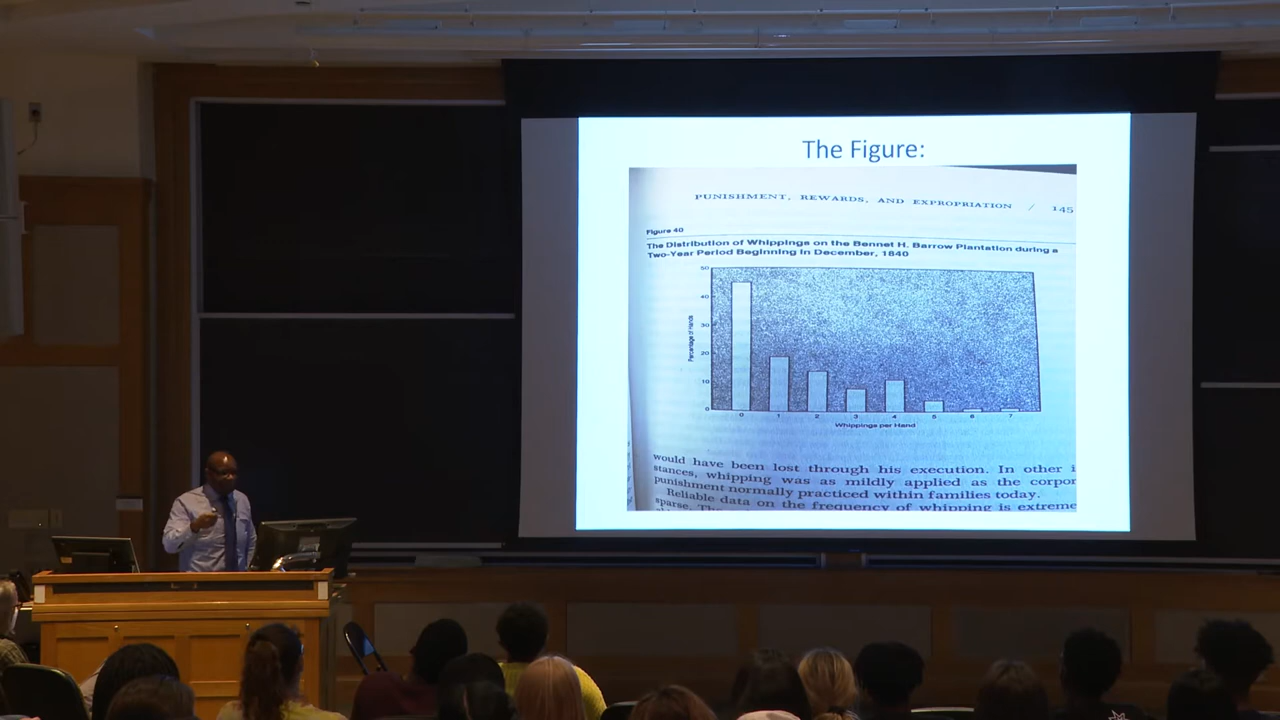 The Figure:
PUNISHMENT, REWARDS, AND EXPROPRIATION / 145
Figure 40
The Distribution of Whippings on the Bennet H. Barrow Plantation during a
Two-Year Period Beginning in December, 1840
50
40
30
20
10
0
Percentage of Hands
0 1 2 3 4 5 6 7
Whippings per Hand
would have been lost through his execution. In other i
stances, whipping was as mildly applied as the corpor
punishment normally practiced within families today.
Reliable data on the frequency of whipping is extreme
sparse.